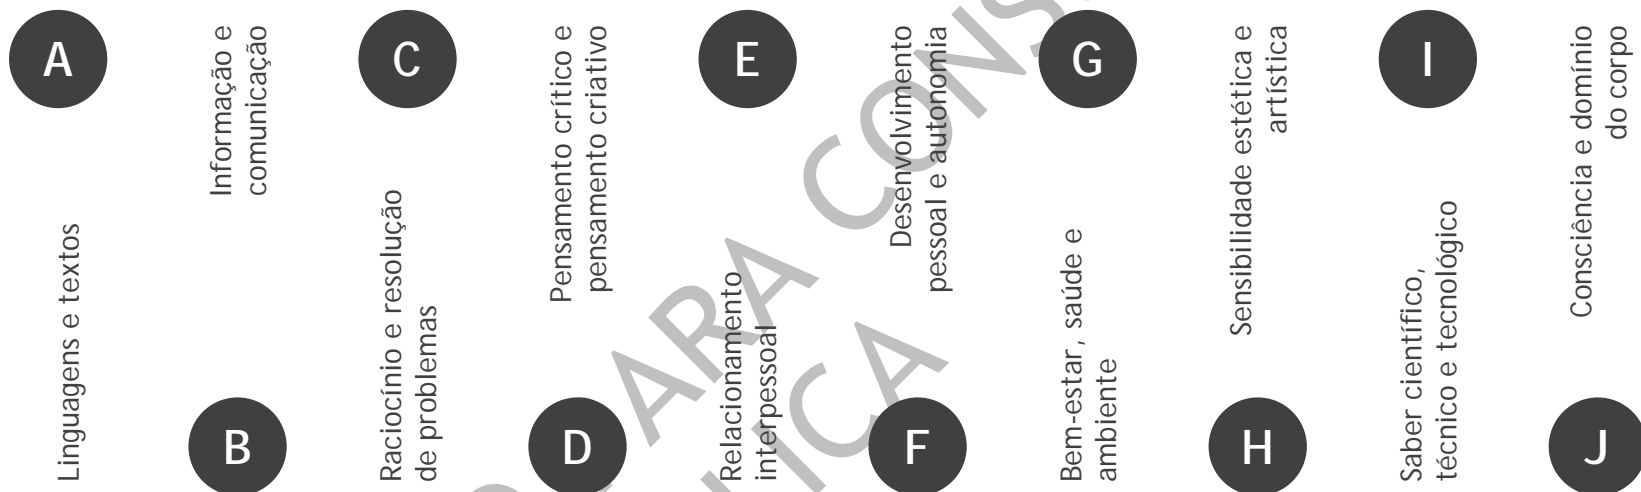 A
Linguagens e textos
B
Informação e
comunicação
C
Raciocínio e resolução
de problemas
D
Pensamento crítico e
pensamento criativo
E
Relacionamento
interpessoal
F
Desenvolvimento
pessoal e autonomia
G
Bem-estar, saúde e
ambiente
H
Sensibilidade estética e
artística
I
Saber científico,
técnico e tecnológico
J
Consciência e domínio
do corpo